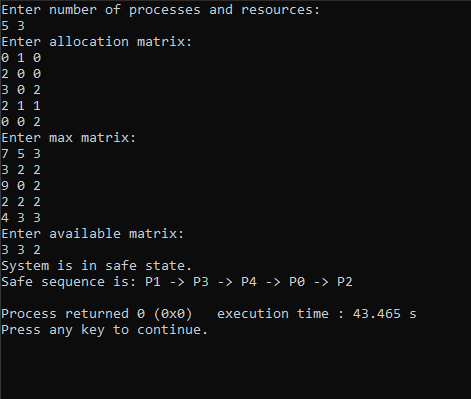 Enter number of processes and resources:
5 3
Enter allocation matrix:
0 1 0
2 0 0
3 0 2
2 1 1
0 0 2
Enter max matrix:
7 5 3
3 2 2
9 0 2
2 2 2
4 3 3
Enter available matrix:
3 3 2
System is in safe state.
Safe sequence is: P1 -> P3 -> P4 -> P0 -> P2
Process returned 0 (0x0)   execution time : 43.465 s
Press any key to continue.